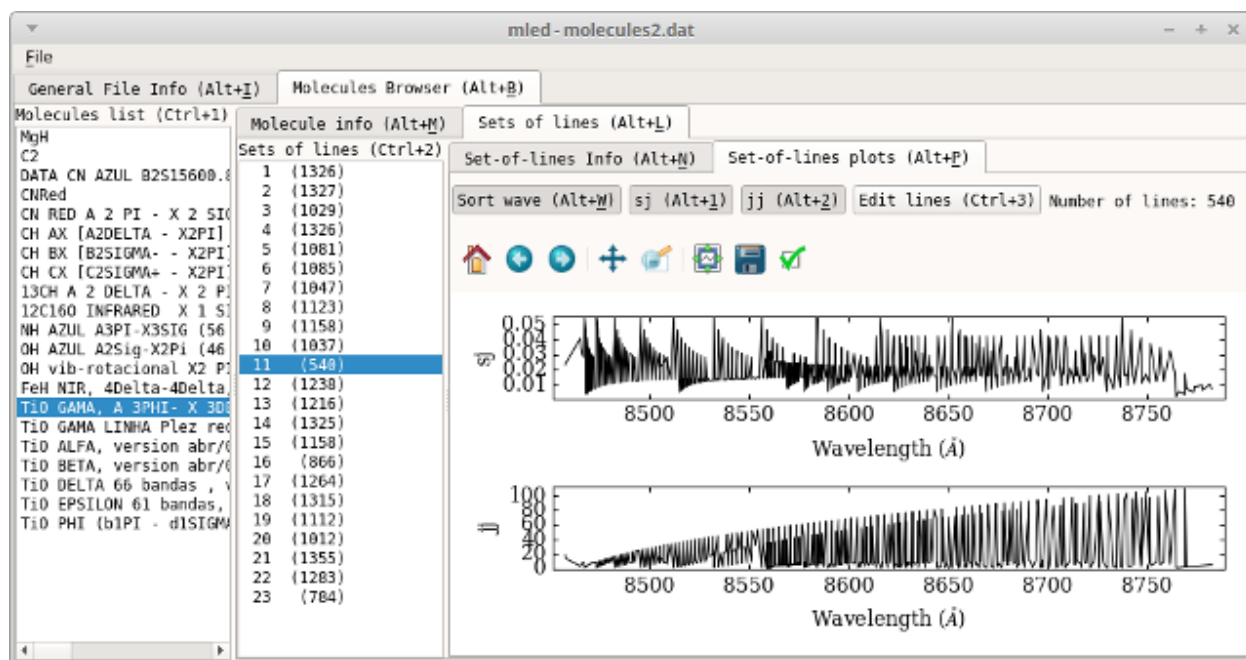 mled - molecules2.dat
File
General File Info (Alt+I)
Molecules Browser (Alt+B)
Molecules list (Ctrl+1)
MgH
C2
DATA CN AZUL B2S15600.8
CNRed
CN RED A 2 PI - X 2 SI
CH AX [A2DELTA - X2PI]
CH BX [B2SIGMA- - X2PI]
CH CX [C2SIGMA+ - X2PI]
13CH A 2 DELTA - X 2 P
12C16O INFRARED X 1 S
NH AZUL A3PI-X3SIG (56
OH AZUL A2Sig-X2Pi (46
OH vib-rotacional X2 P
FeH NIR, 4Delta-4Delta,
TiO GAMA, A 3PHI- X 3D
TiO GAMA LINHA Plez re
TiO ALFA, version abr/
TiO BETA, version abr/
TiO DELTA 66 bandas ,
TiO EPSILON 61 bandas,
TiO PHI (b1PI - d1SIGMA
Molecule info (Alt+M)
Sets of lines (Alt+L)
Sets of lines (Ctrl+2)
1 (1326)
2 (1327)
3 (1029)
4 (1326)
5 (1081)
6 (1085)
7 (1047)
8 (1123)
9 (1158)
10 (1037)
11 (540)
12 (1238)
13 (1216)
14 (1325)
15 (1158)
16 (866)
17 (1264)
18 (1315)
19 (1112)
20 (1012)
21 (1355)
22 (1283)
23 (784)
Set-of-lines Info (Alt+N)
Set-of-lines plots (Alt+P)
Sort wave (Alt+W)
sj (Alt+1)
jj (Alt+2)
Edit lines (Ctrl+3)
Number of lines: 540
0.05
0.04
0.03
0.02
0.01
sj
8500 8550 8600 8650 8700 8750
Wavelength (Å)
100
80
60
40
20
0
jj
8500 8550 8600 8650 8700 8750
Wavelength (Å)